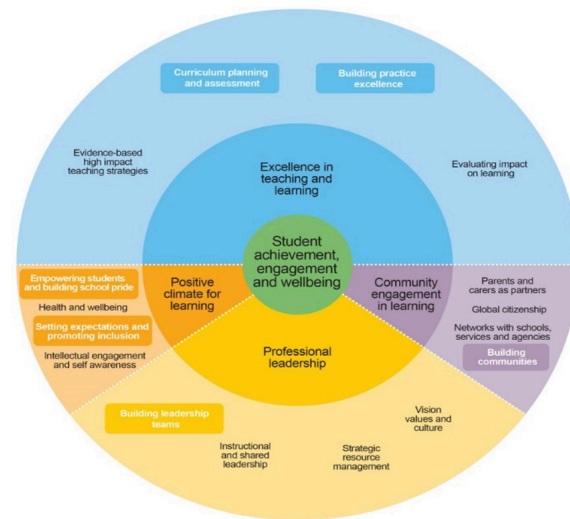 Curriculum planning
and assessment
Building practice
excellence
Evidence-based
high impact
teaching strategies
Excellence in
teaching and
learning
Evaluating impact
on learning
Student
achievement,
engagement
and wellbeing
Empowering students
and building school pride
Health and wellbeing
Setting expectations and
promoting inclusion
Intellectual engagement
and self awareness
Positive
climate for
learning
Community
engagement
in learning
Parents and
carers as partners
Global citizenship
Networks with schools,
services and agencies
Building
communities
Professional
leadership
Building leadership
teams
Instructional
and shared
leadership
Strategic
resource
management
Vision
values and
culture